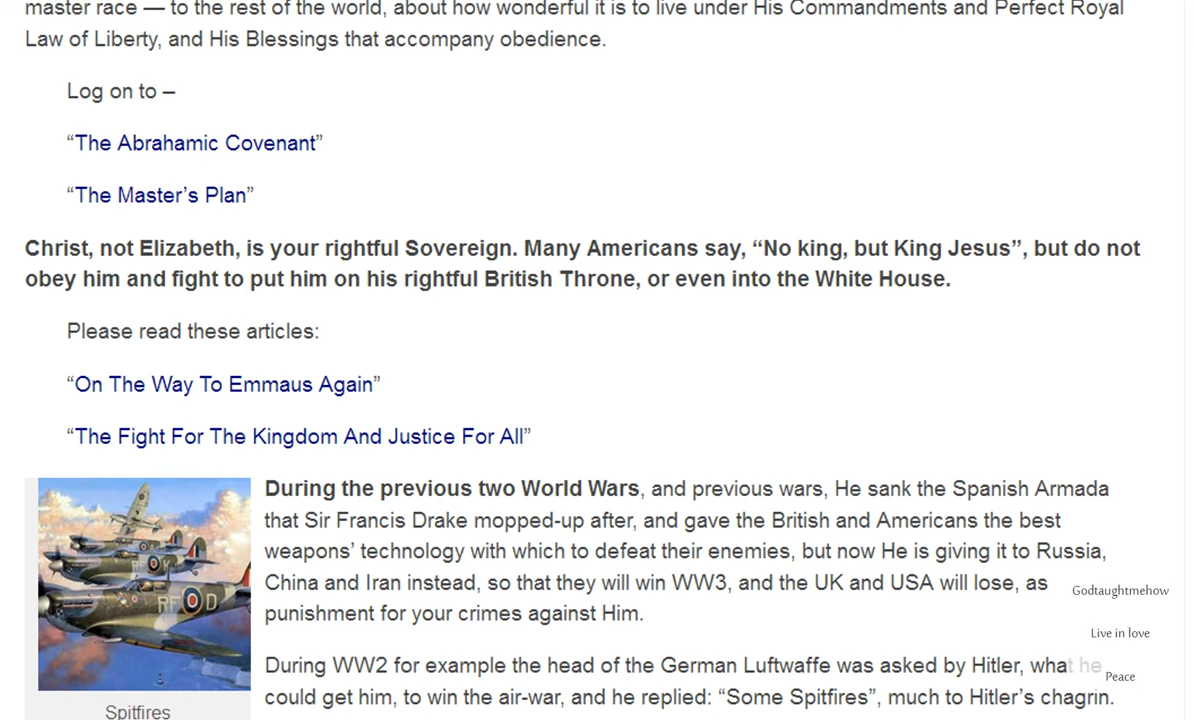 master race — to the rest of the world, about how wonderful it is to live under His Commandments and Perfect Royal
Law of Liberty, and His Blessings that accompany obedience.
Log on to –
“The Abrahamic Covenant”
“The Master’s Plan”
Christ, not Elizabeth, is your rightful Sovereign. Many Americans say, “No king, but King Jesus”, but do not
obey him and fight to put him on his rightful British Throne, or even into the White House.
Please read these articles:
“On The Way To Emmaus Again”
“The Fight For The Kingdom And Justice For All”
During the previous two World Wars, and previous wars, He sank the Spanish Armada
that Sir Francis Drake mopped-up after, and gave the British and Americans the best
weapons’ technology with which to defeat their enemies, but now He is giving it to Russia,
China and Iran instead, so that they will win WW3, and the UK and USA will lose, as
punishment for your crimes against Him.
During WW2 for example the head of the German Luftwaffe was asked by Hitler, what he
could get him, to win the air-war, and he replied: “Some Spitfires”, much to Hitler’s chagrin.
RF D
Spitfires
Godtaughtmehow
Live in love
Peace